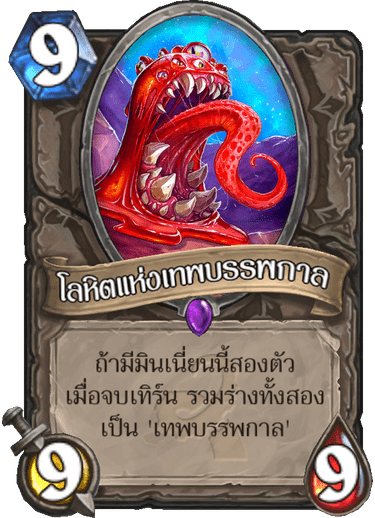 9
โลหิตแห่งเทพบรรพกาล
ถ้ามีมินเนี่ยนนี้สองตัว
เมื่อจบเทิร์น รวมร่างทั้งสอง
เป็น 'เทพบรรพกาล'
9
9